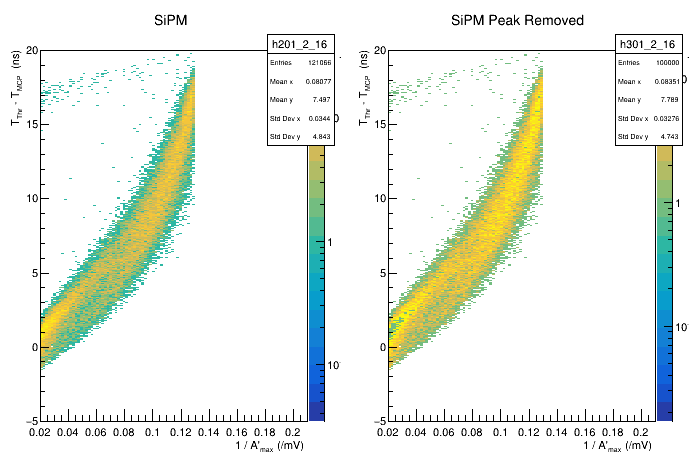 SiPM
SiPM Peak Removed
T_Thr - T_MCP (ns)
20
15
10
5
0
−5
0.02 0.04 0.06 0.08 0.1 0.12 0.14 0.16 0.18 0.2
1 / A'_max (/mV)
h201_2_16
Entries 121066
Mean x 0.08077
Mean y 7.497
Std Dev x 0.0344
Std Dev y 4.843
1
T_Thr - T_MCP (ns)
20
15
10
5
0
−5
0.02 0.04 0.06 0.08 0.1 0.12 0.14 0.16 0.18 0.2
1 / A'_max (/mV)
h301_2_16
Entries 100000
Mean x 0.08351
Mean y 7.789
Std Dev x 0.03276
Std Dev y 4.743
1